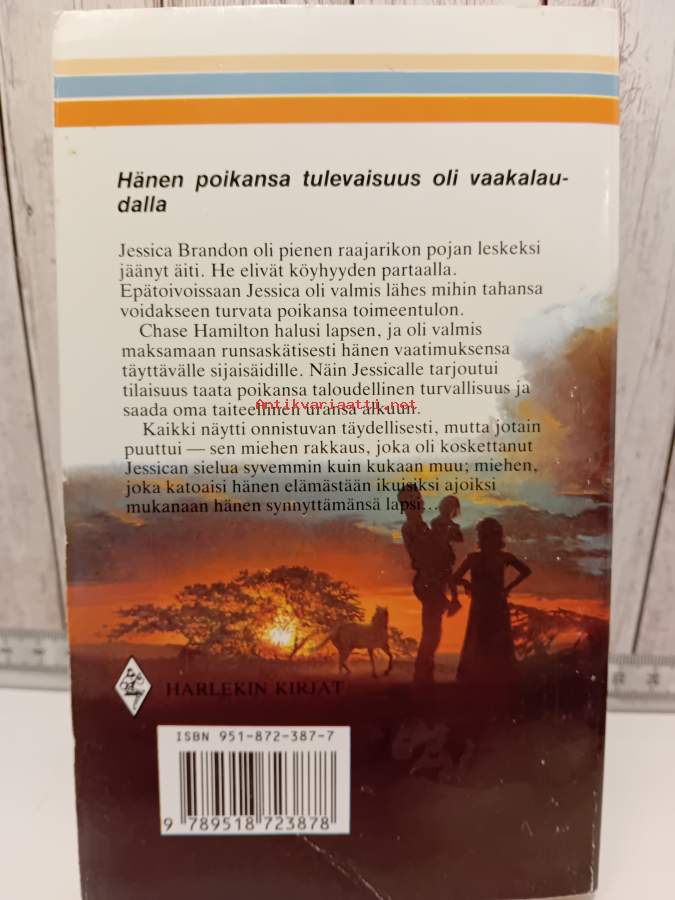 Hänen poikansa tulevaisuus oli vaakalau-
dalla
Jessica Brandon oli pienen raajarikon pojan leskeksi
jäänyt äiti. He elivät köyhyyden partaalla.
Epätoivoissaan Jessica oli valmis lähes mihin tahansa
voidakseen turvata poikansa toimeentulon.
Chase Hamilton halusi lapsen, ja oli valmis
maksamaan runsaskätisesti hänen vaatimuksensa
täyttävälle sijaisäidille. Näin Jessicalle tarjoutui
tilaisuus taata poikansa taloudellinen turvallisuus ja
saada oma taiteellinen uransa alkuun.
Antikvariaatti.net
Kaikki näytti onnistuvan täydellisesti, mutta jotain
puuttui — sen miehen rakkaus, joka oli koskettanut
Jessican sielua syvemmin kuin kukaan muu; miehen,
joka katoaisi hänen elämästään ikuisiksi ajoiksi
mukanaan hänen synnyttämänsä lapsi...
HARLEKIN KIRJAT
ISBN 951-872-387-7
9 789518 723878